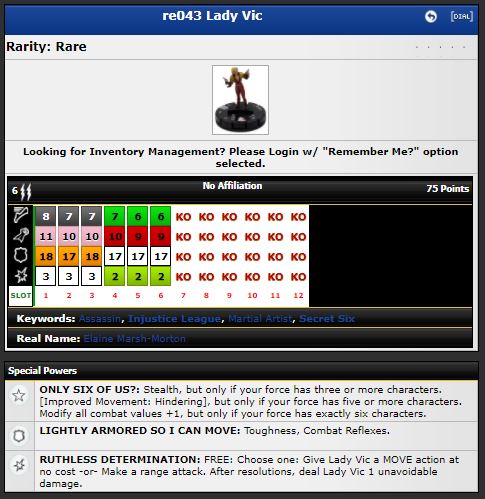 re043 Lady Vic
[DIAL]
Rarity: Rare
Looking for Inventory Management? Please Login w/ "Remember Me?" option
selected.
6 No Affiliation 75 Points
8 7 7 7 6 6 KO KO KO KO KO KO
11 10 10 10 9 9 KO KO KO KO KO KO
18 17 18 17 17 17 KO KO KO KO KO KO
3 3 3 2 2 2 KO KO KO KO KO KO
SLOT 1 2 3 4 5 6 7 8 9 10 11 12
Keywords: Assassin, Injustice League, Martial Artist, Secret Six
Real Name: Elaine Marsh-Morton
Special Powers
ONLY SIX OF US?: Stealth, but only if your force has three or more characters.
[Improved Movement: Hindering], but only if your force has five or more characters.
Modify all combat values +1, but only if your force has exactly six characters.
LIGHTLY ARMORED SO I CAN MOVE: Toughness, Combat Reflexes.
RUTHLESS DETERMINATION: FREE: Choose one: Give Lady Vic a MOVE action at
no cost -or- Make a range attack. After resolutions, deal Lady Vic 1 unavoidable
damage.